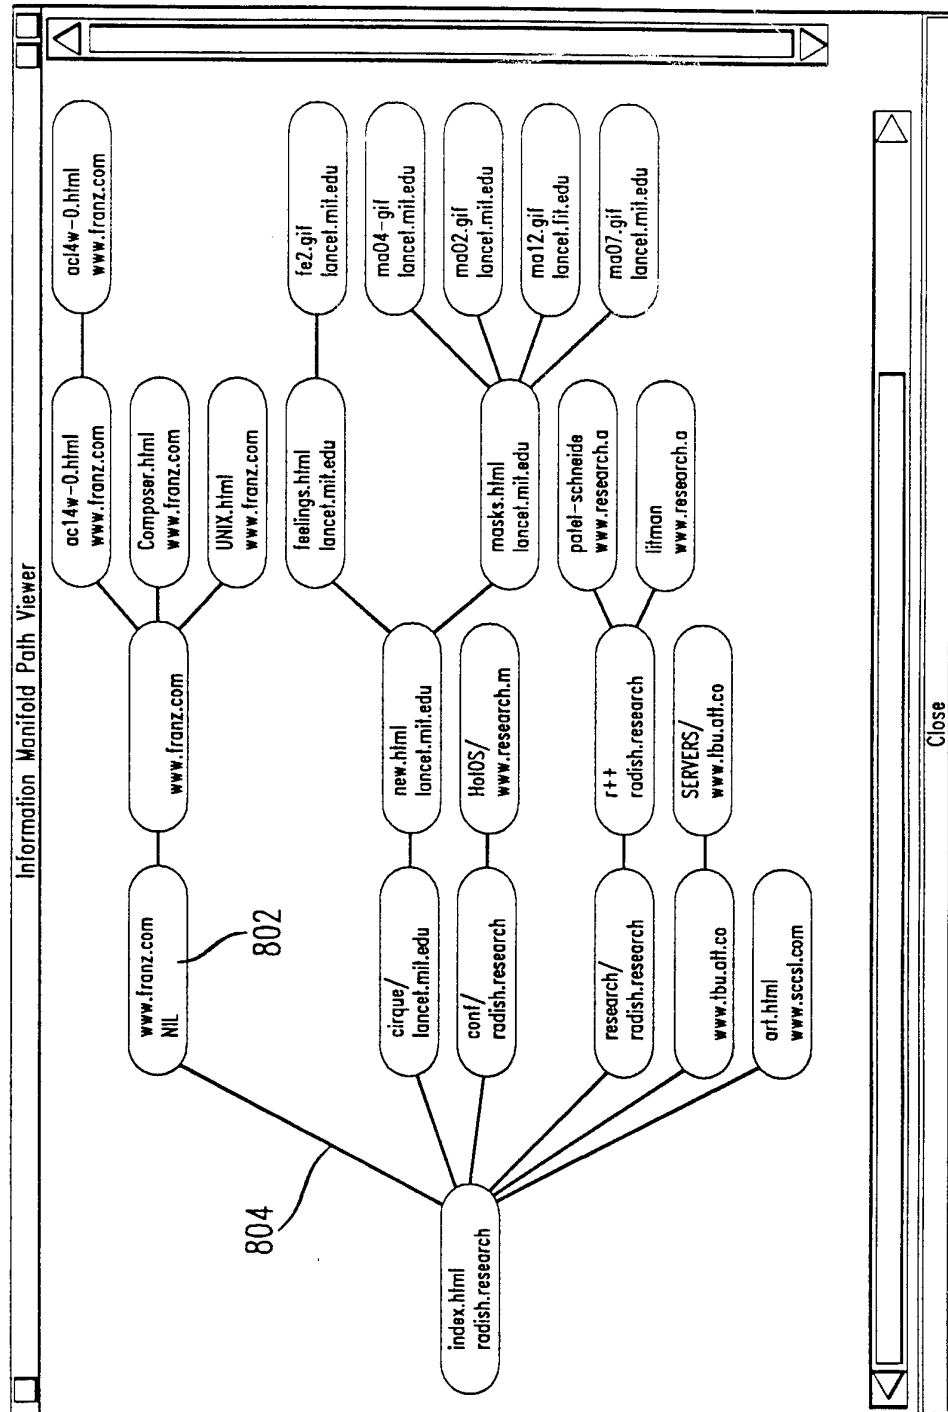 Information Manifold Path Viewer
index.html
radish.research
804
www.franz.com
NIL
802
www.franz.com
ac14w-0.html
www.franz.com
acl4w-0.html
www.franz.com
Composer.html
www.franz.com
UNIX.html
www.franz.com
cirque/
lancet.mit.edu
new.html
lancet.mit.edu
feelings.html
lancet.mit.edu
fe2.gif
lancet.mit.edu
masks.html
lancet.mit.edu
ma04-gif
lancet.mit.edu
ma02.gif
lancet.mit.edu
ma12.gif
lancet.fit.edu
ma07.gif
lancet.mit.edu
conf/
radish.research
HotOS/
www.research.m
research/
radish.research
r++
radish.research
patel-schneide
www.research.a
litman
www.research.a
www.tbu.att.co
SERVERS/
www.tbu.att.co
art.html
www.sccsl.com
Close